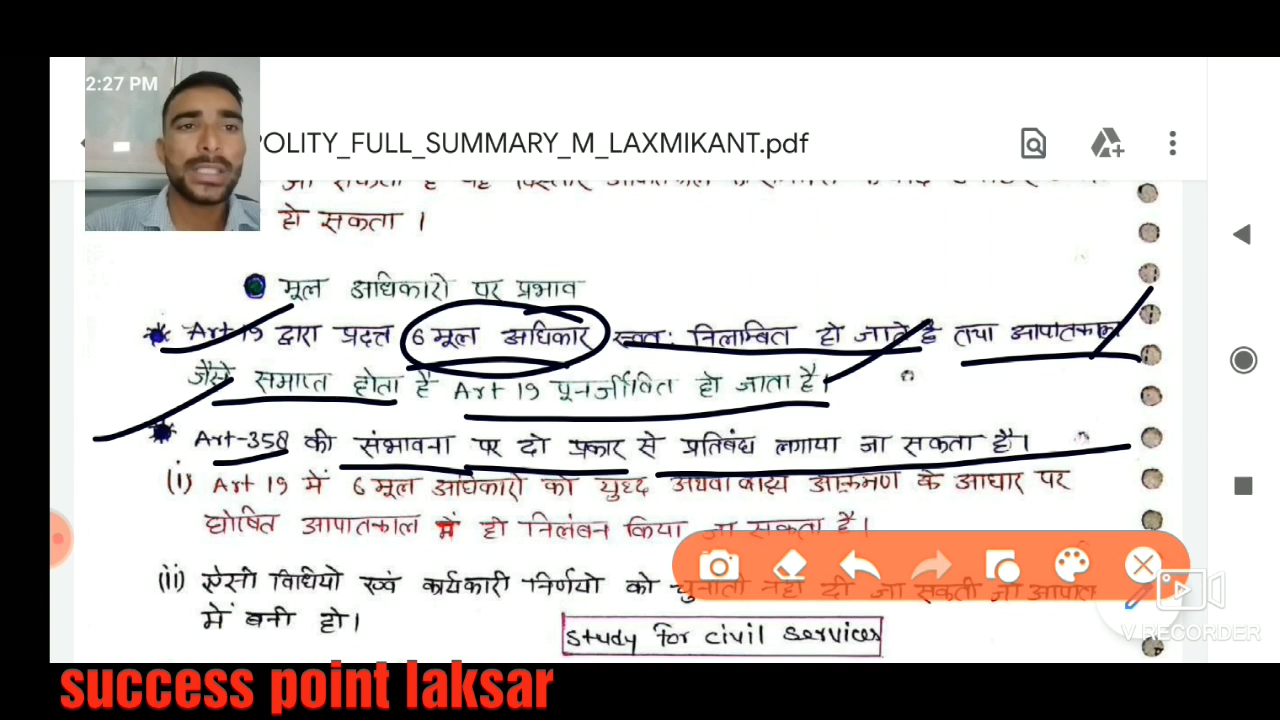 2:27 PM
POLITY_FULL_SUMMARY_M_LAXMIKANT.pdf
हो सकता ।
मूल अधिकारो पर प्रभाव
Art 19 द्वारा प्रदत्त 6 मूल अधिकार स्वतः निलाम्बित हो जाते है तथा आपातकाल
जैसे समाप्त होता है Art 19 पूनर्जीवित हो जाता है।
Art-358 की संभावना पर दो प्रकार से प्रतिबंध लगाया जा सकता है।
(i) Art 19 में 6 मूल अधिकारो को युध्द अथवा बाह्य आक्रमण के आधार पर
घोषित आपातकाल में हो निलंबन किया जा सकता है।
(ii) ऐसी विधियो एवं कार्यकारी निर्णयो को चुनौती नही दी जा सकती जो आपात
में बनी हो।
Study for civil services
V RECORDER
success point laksar